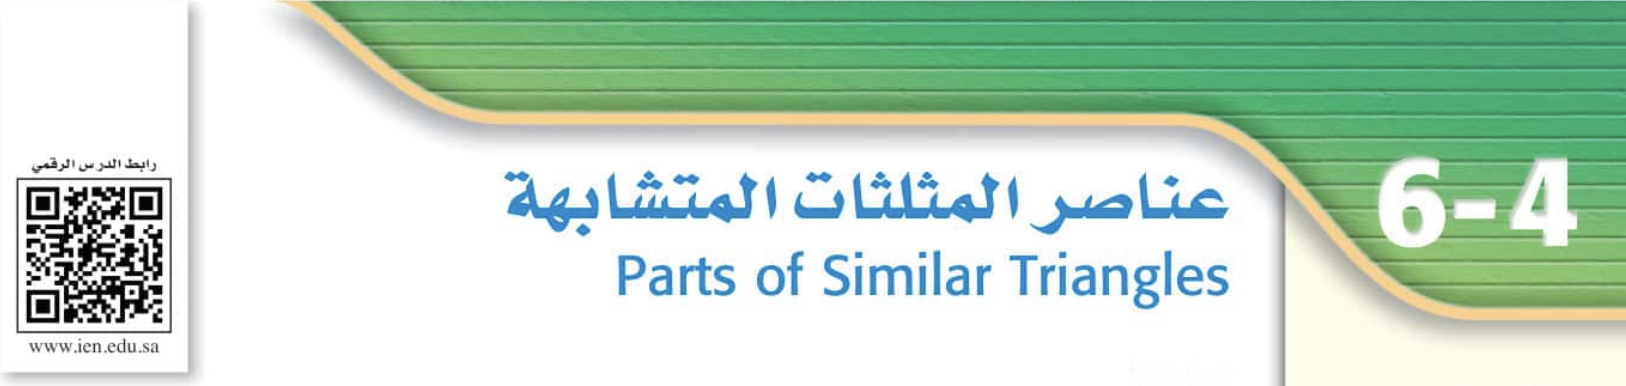 6-4
عناصر المثلثات المتشابهة
Parts of Similar Triangles
رابط الدرس الرقمي
www.ien.edu.sa